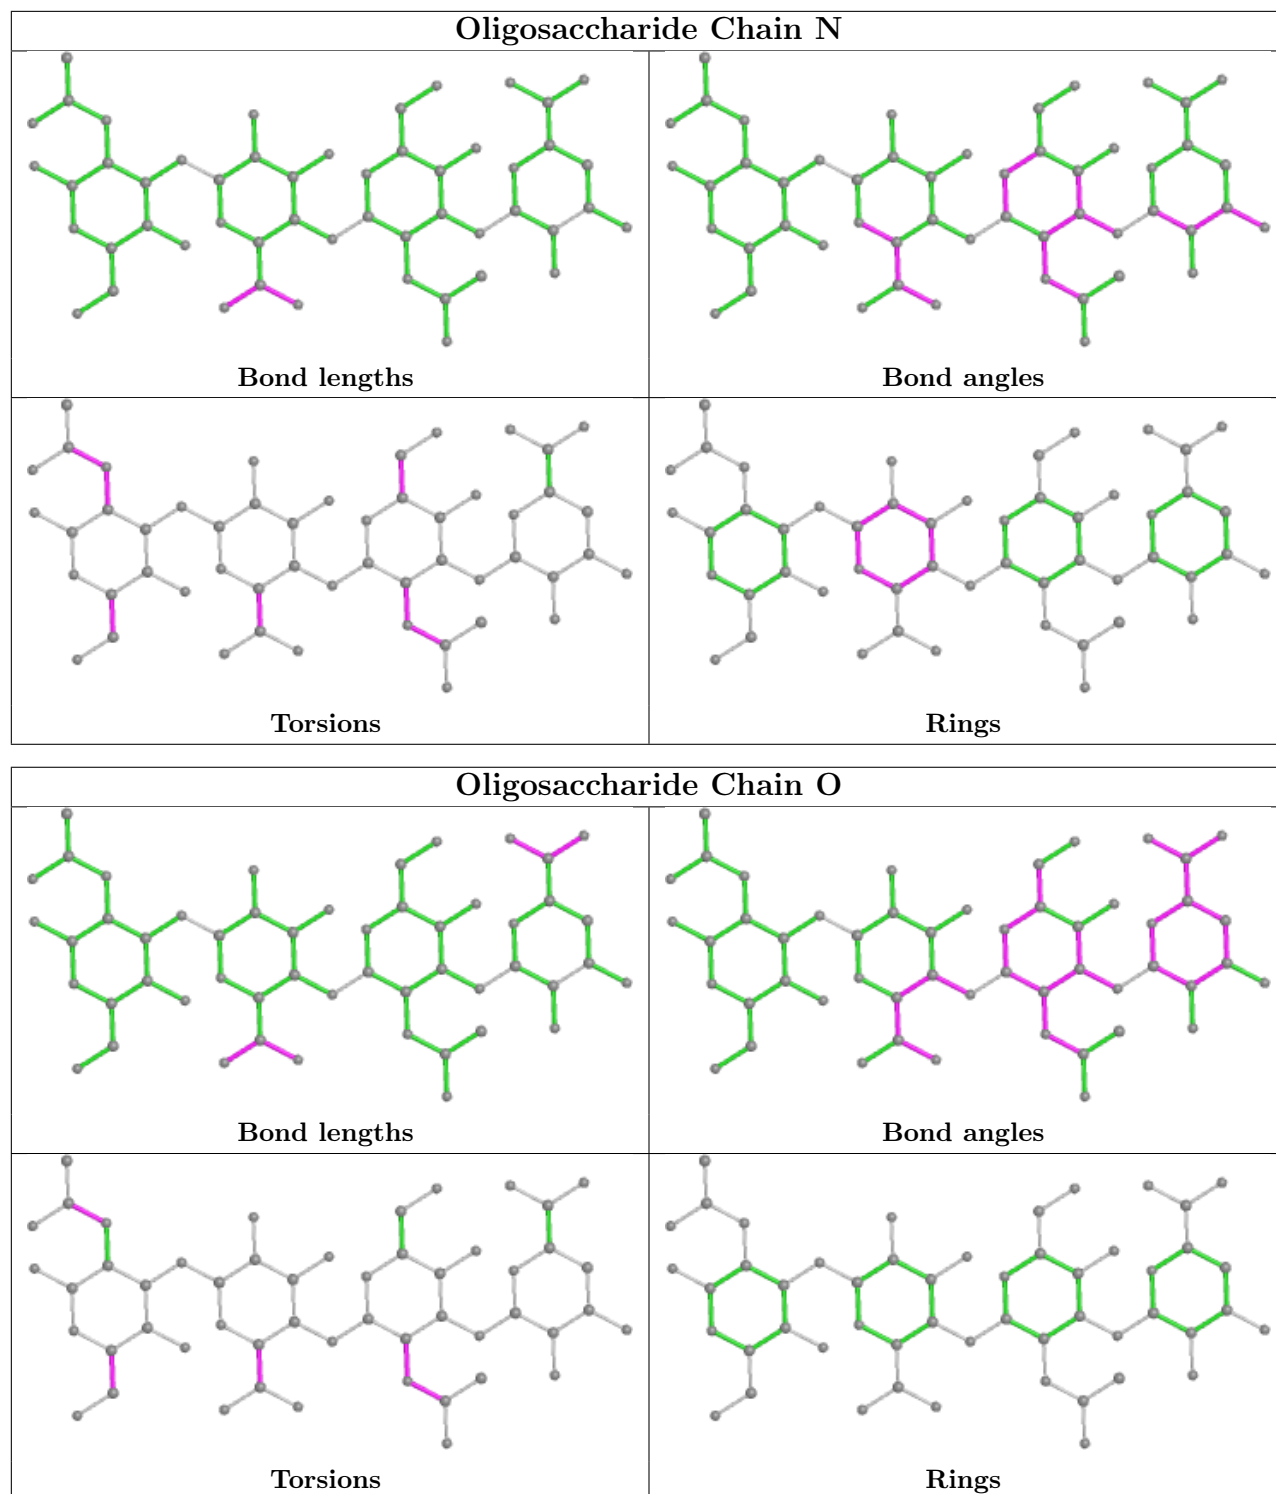 Oligosaccharide Chain N
Bond lengths
Bond angles
Torsions
Rings
Oligosaccharide Chain O
Bond lengths
Bond angles
Torsions
Rings